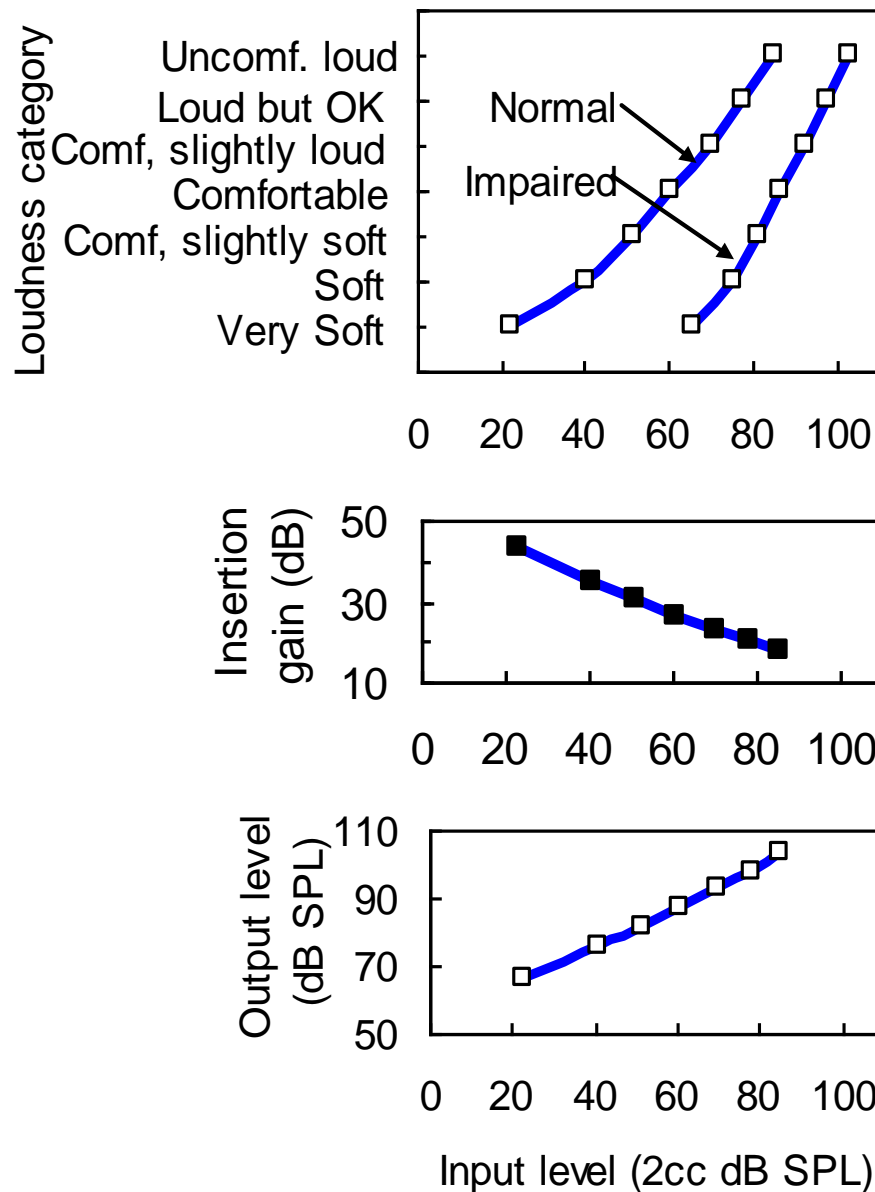 Loudness category
Uncomf. loud
Loud but OK
Comf, slightly loud
Comfortable
Comf, slightly soft
Soft
Very Soft
Normal
Impaired
0 20 40 60 80 100
Insertion
gain (dB)
50
30
10
0 20 40 60 80 100
Output level
(dB SPL)
110
90
70
50
0 20 40 60 80 100
Input level (2cc dB SPL)